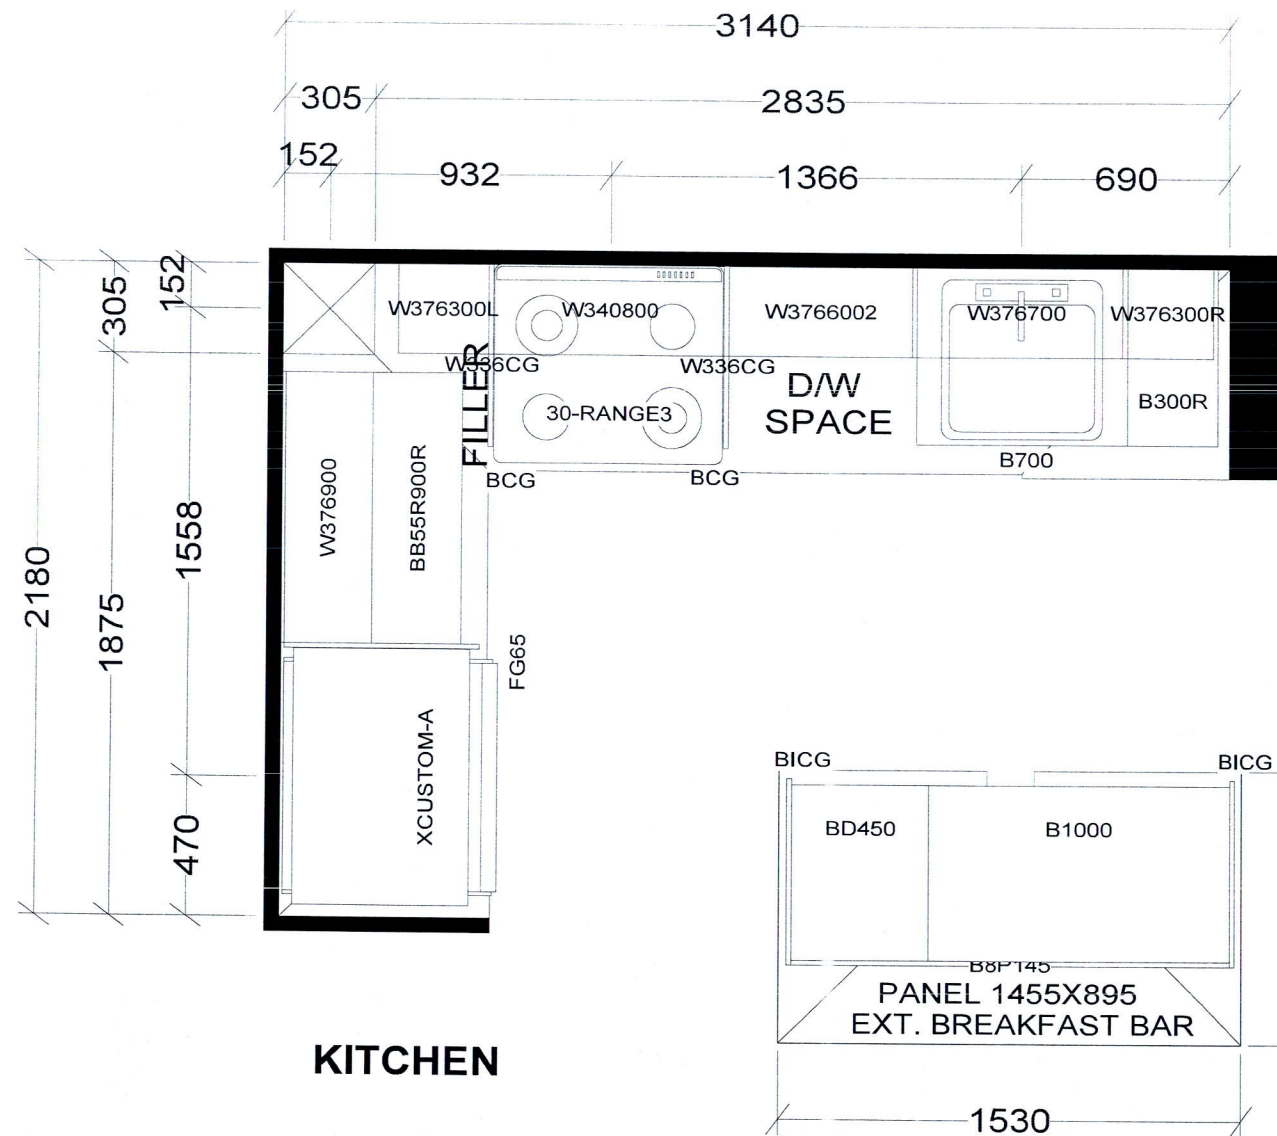 3140
305
2835
152
932
1366
690
152
305
1558
1875
2180
470
W376300L
W340800
W3766002
W376700
W376300R
W336CG
W336CG
FILLER
30-RANGE3
D/W
SPACE
B300R
B700
BCG
BCG
W376900
BB55R900R
FG65
XCUSTOM-A
BICG
BICG
BD450
B1000
B8P145
PANEL 1455X895
EXT. BREAKFAST BAR
KITCHEN
1530